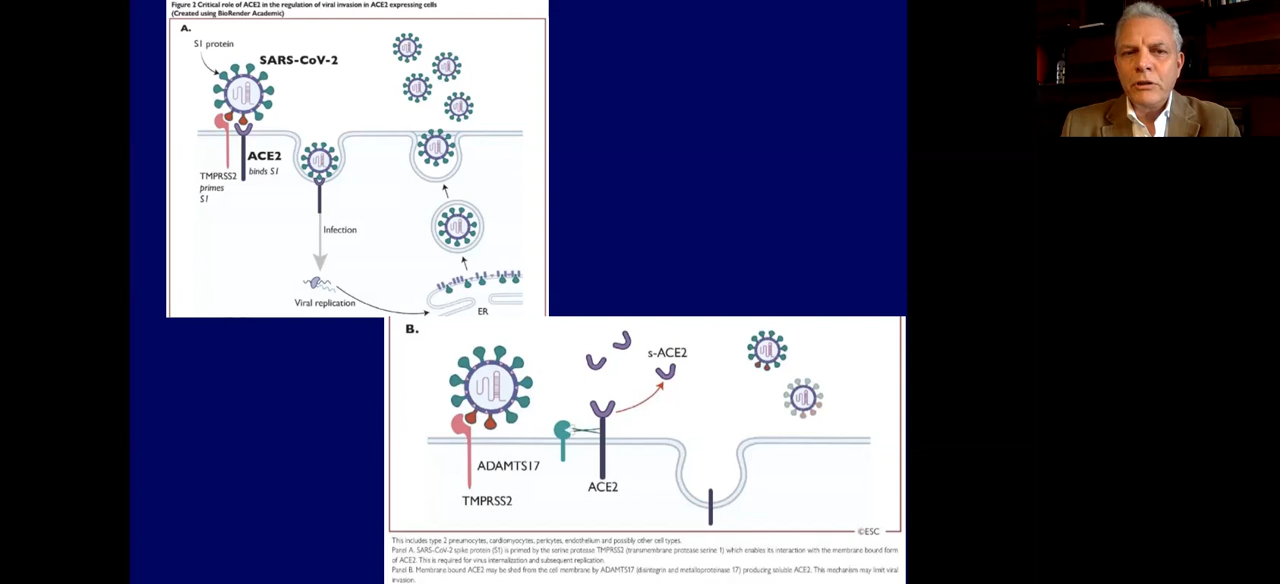 Figure 2 Critical role of ACE2 in the regulation of viral invasion in ACE2 expressing cells
(Created using BioRender Academic)
A.
S1 protein
SARS-CoV-2
ACE2
binds S1
TMPRSS2
primes
S1
Infection
Viral replication
ER
B.
s-ACE2
ADAMTS17
ACE2
TMPRSS2
©ESC
This includes type 2 pneumocytes, cardiomyocytes, pericytes, endothelium and possibly other cell types.
Panel A. SARS-CoV-2 spike protein (S1) is primed by the serine protease TMPRSS2 (transmembrane protease serine 1) which enables its interaction with the membrane bound form
of ACE2. This is required for virus internalization and subsequent replication.
Panel B. Membrane bound ACE2 may be shed from the cell membrane by ADAMTS17 (disintegrin and metalloproteinase 17) producing soluble ACE2. This mechanism may limit viral
invasion.